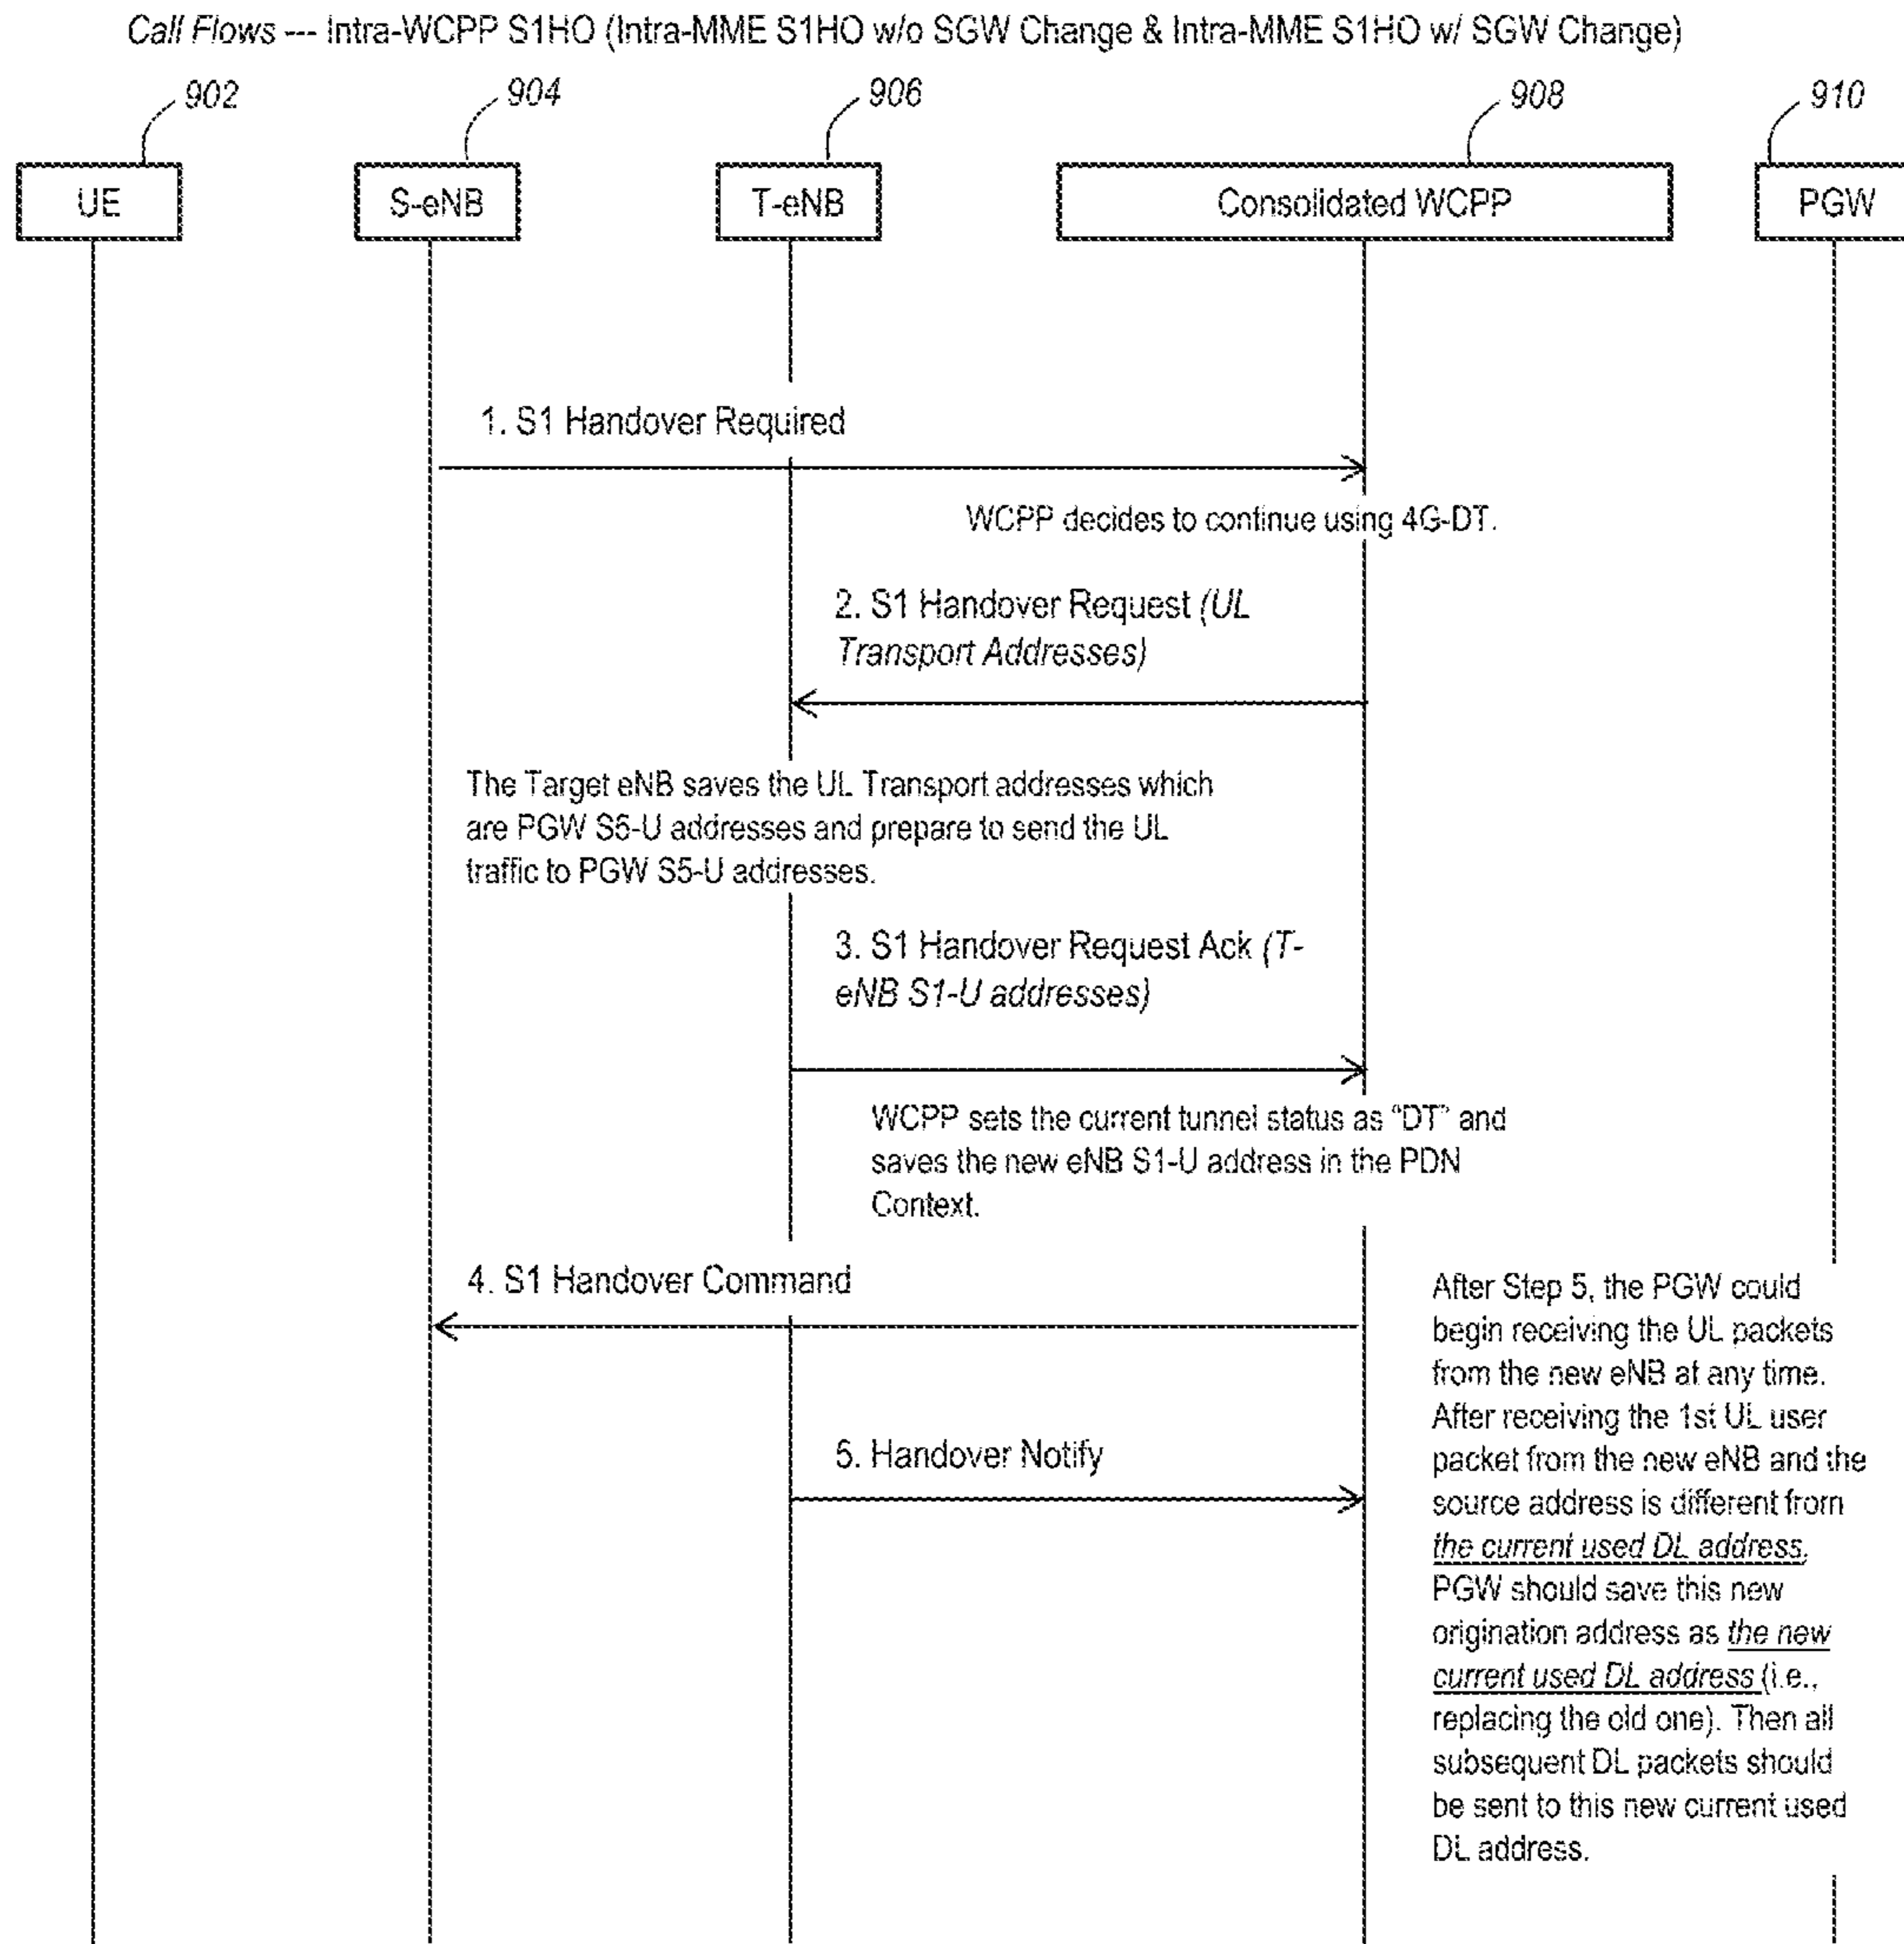 Call Flows --- Intra-WCPP S1HO (Intra-MME S1HO w/o SGW Change & Intra-MME S1HO w/ SGW Change)
902
904
906
908
910
UE
S-eNB
T-eNB
Consolidated WCPP
PGW
1. S1 Handover Required
WCPP decides to continue using 4G-DT.
2. S1 Handover Request (UL
Transport Addresses)
The Target eNB saves the UL Transport addresses which
are PGW S5-U addresses and prepare to send the UL
traffic to PGW S5-U addresses.
3. S1 Handover Request Ack (T-
eNB S1-U addresses)
WCPP sets the current tunnel status as "DT" and
saves the new eNB S1-U address in the PDN
Context.
4. S1 Handover Command
5. Handover Notify
After Step 5, the PGW could
begin receiving the UL packets
from the new eNB at any time.
After receiving the 1st UL user
packet from the new eNB and the
source address is different from
the current used DL address,
PGW should save this new
origination address as the new
current used DL address (i.e.,
replacing the old one). Then all
subsequent DL packets should
be sent to this new current used
DL address.